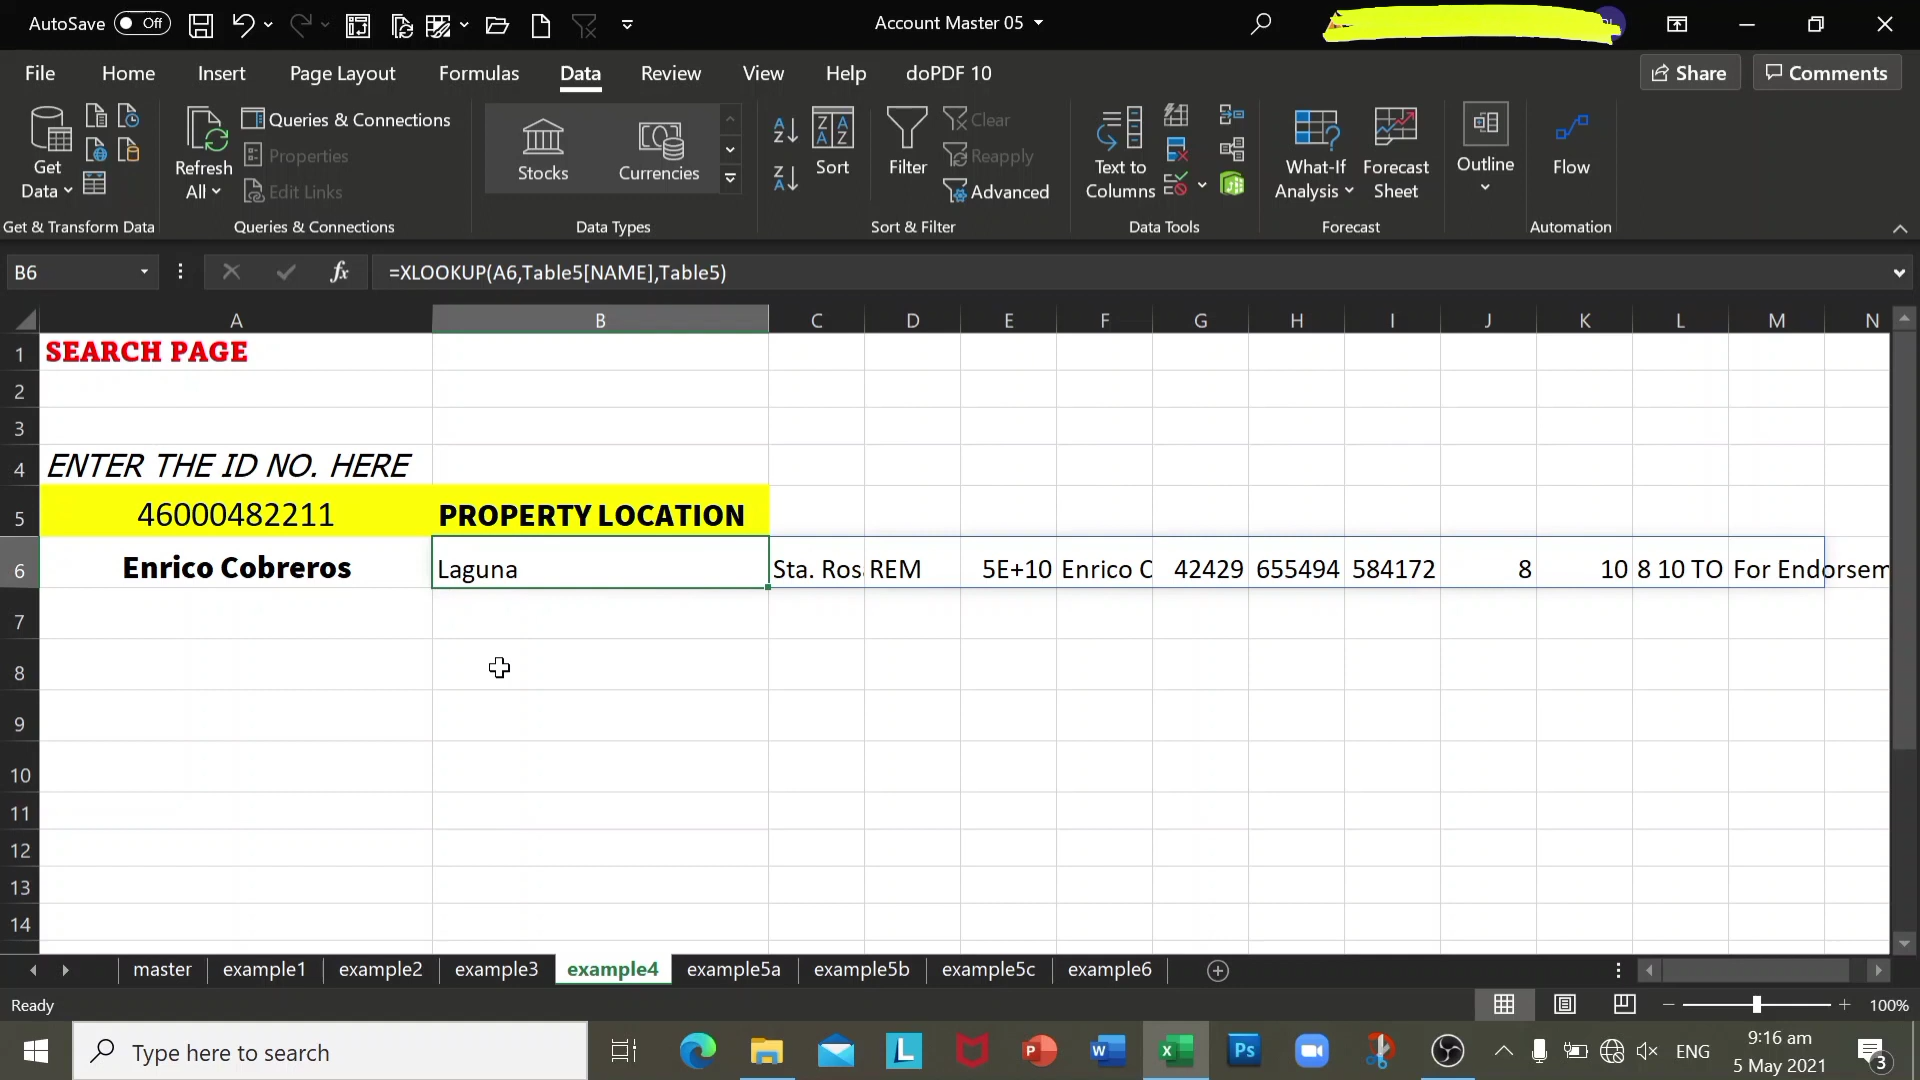 AutoSave Off
Account Master 05
File Home Insert Page Layout Formulas Data Review View Help doPDF 10 Share Comments
Get Data
Refresh All
Queries & Connections
Properties
Edit Links
Stocks
Currencies
Sort
Filter
Clear
Reapply
Advanced
Text to Columns
What-If Analysis
Forecast Sheet
Outline
Flow
Get & Transform Data Queries & Connections Data Types Sort & Filter Data Tools Forecast Automation
B6 fx =XLOOKUP(A6,Table5[NAME],Table5)
A B C D E F G H I J K L M N
1 SEARCH PAGE
2
3
4 ENTER THE ID NO. HERE
5 46000482211 PROPERTY LOCATION
6 Enrico Cobreros Laguna Sta. Ros REM 5E+10 Enrico C 42429 655494 584172 8 10 8 10 TO For Endorsem
7
8
9
10
11
12
13
14
master example1 example2 example3 example4 example5a example5b example5c example6
Ready 100%
Type here to search
ENG
9:16 am
5 May 2021
3